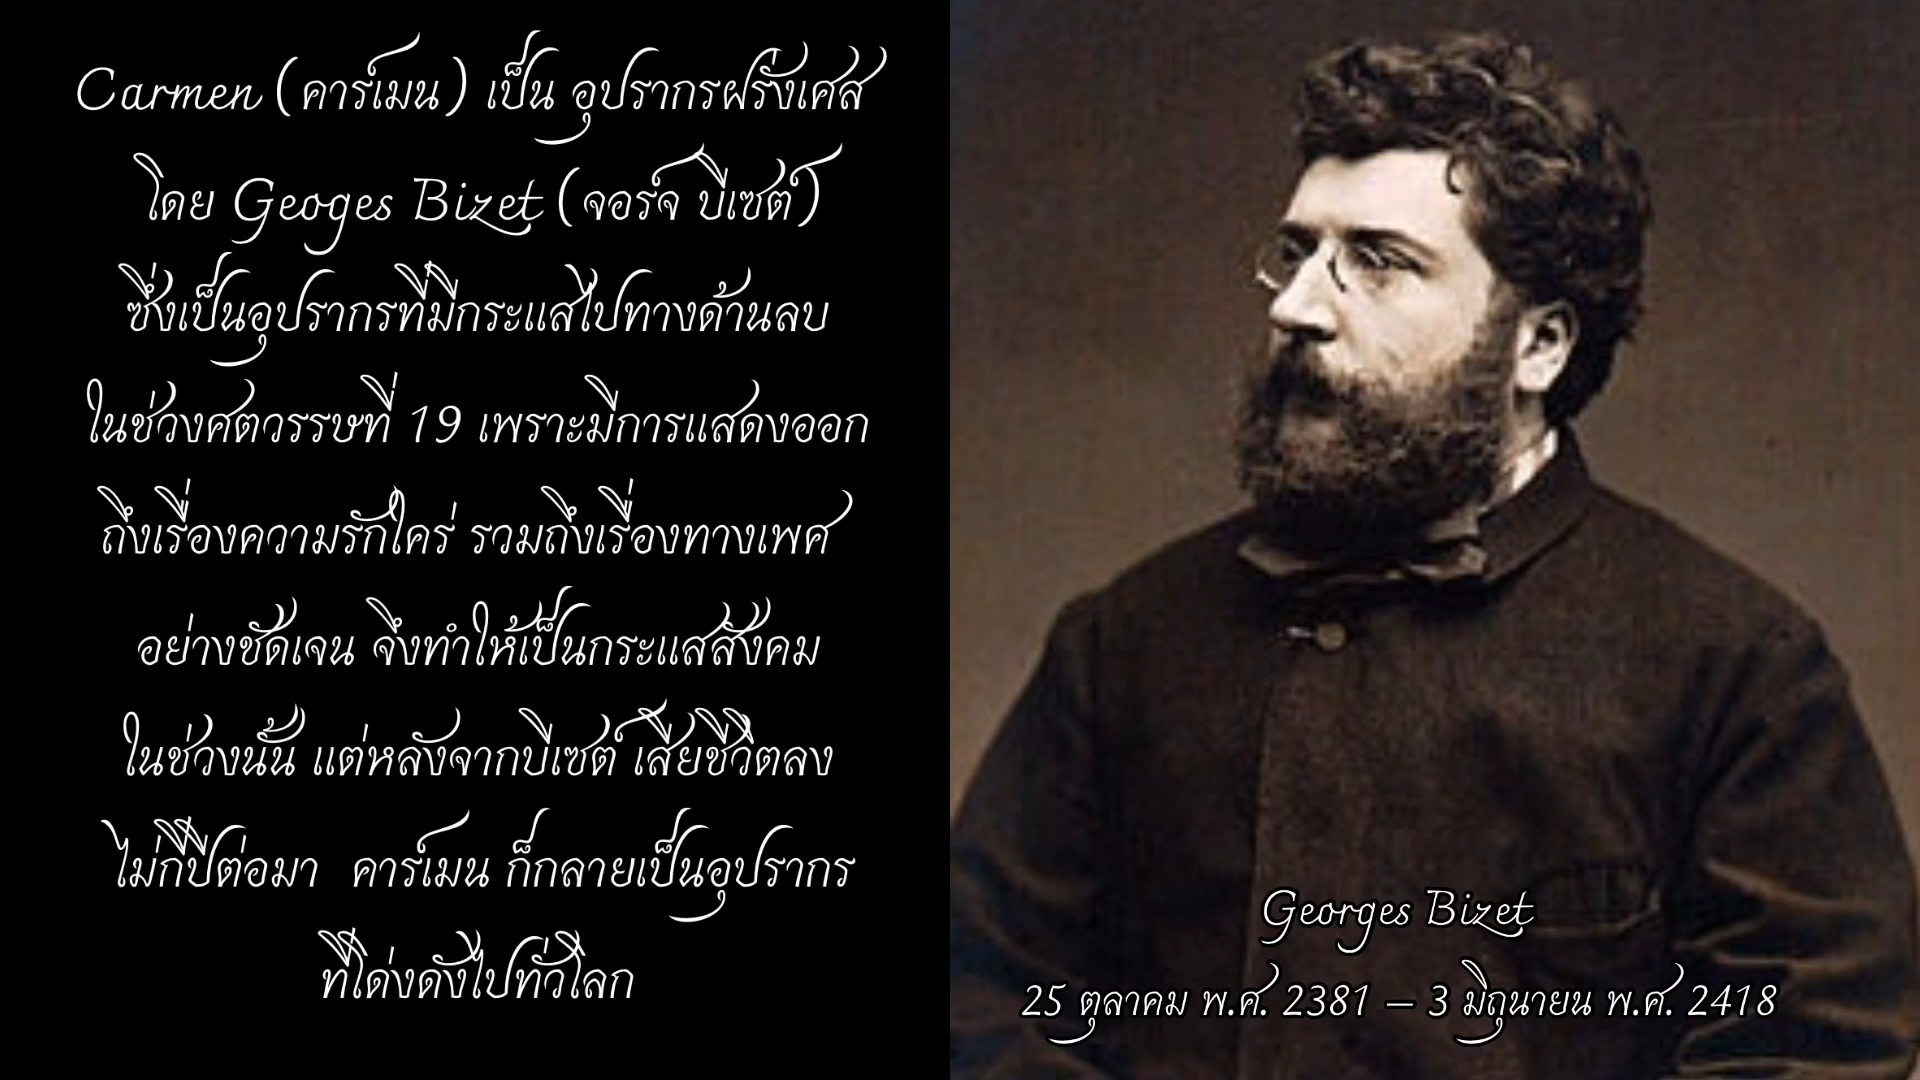 Carmen (คาร์เมน) เป็น อุปรากรฝรั่งเศส
โดย Geoges Bizet (จอร์จ บีเซต์)
ซึ่งเป็นอุปรากรที่มีกระแสไปทางด้านลบ
ในช่วงศตวรรษที่ 19 เพราะมีการแสดงออก
ถึงเรื่องความรักใคร่ รวมถึงเรื่องทางเพศ
อย่างชัดเจน จึงทำให้เป็นกระแสสังคม
ในช่วงนั้น แต่หลังจากบีเซต์ เสียชีวิตลง
ไม่กี่ปีต่อมา คาร์เมน ก็กลายเป็นอุปรากร
ที่โด่งดังไปทั่วโลก
Georges Bizet
25 ตุลาคม พ.ศ. 2381 – 3 มิถุนายน พ.ศ. 2418